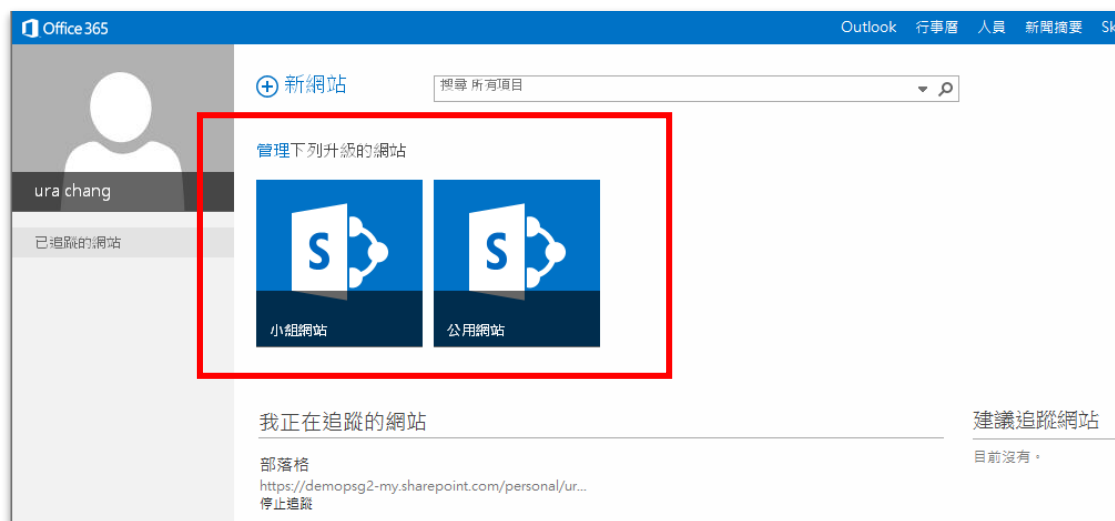 Office 365
Outlook 行事曆 人員 新聞摘要 Sk
新網站
搜尋 所有項目
管理下列升級的網站
ura chang
已追蹤的網站
S
S
小組網站
公用網站
我正在追蹤的網站
建議追蹤網站
部落格
目前沒有。
https://demopsg2-my.sharepoint.com/personal/ur...
停止追蹤